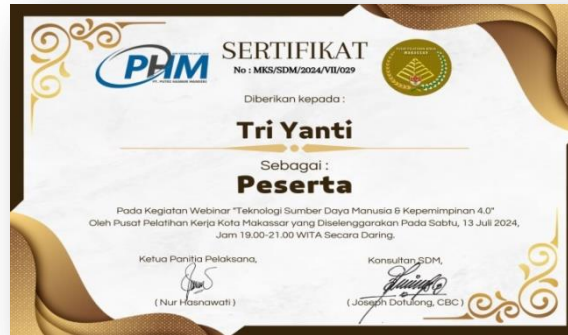 PHM
SERTIFIKAT
No : MKS/SDM/2024/VII/029
MAKASSAR
Diberikan kepada :
Tri Yanti
Sebagai :
Peserta
Pada Kegiatan Webinar "Teknologi Sumber Daya Manusia & Kepemimpinan 4.0"
Oleh Pusat Pelatihan Kerja Kota Makassar yang Diselenggarakan Pada Sabtu, 13 Juli 2024,
Jam 19.00-21.00 WITA Secara Daring.
Ketua Panitia Pelaksana,
Konsultan SDM,
( Nur Hasnawati )
( Joseph Dotulong, CBC )